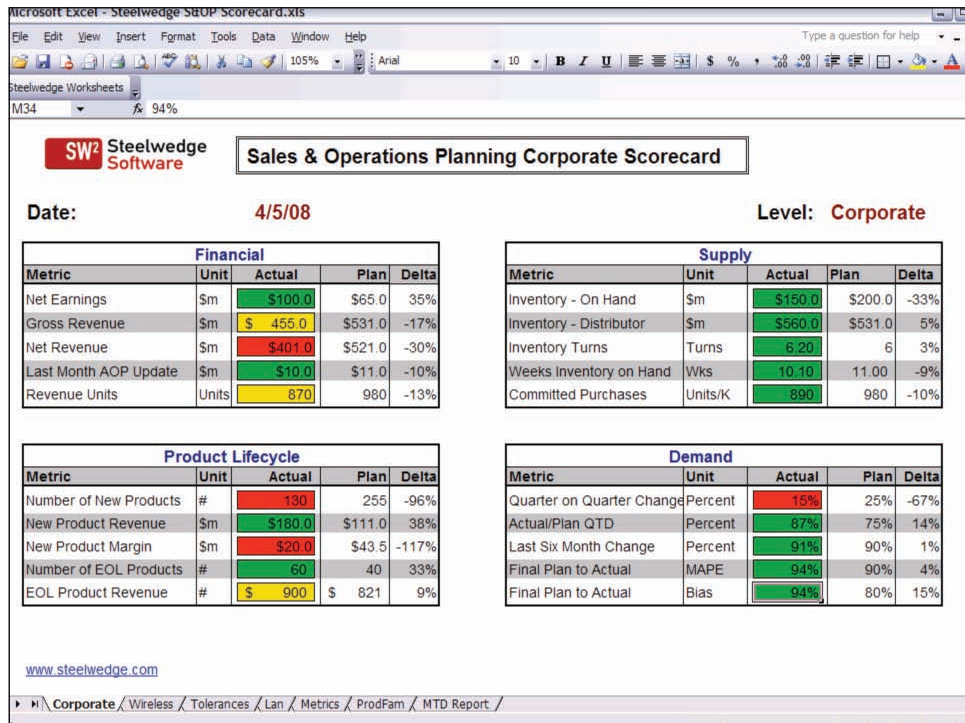 Microsoft Excel - Steelwedge S&OP Scorecard.xls
File Edit View Insert Format Tools Data Window Help Type a question for help
105% Arial 10 B I U $ % ,
Steelwedge Worksheets
M34 fx 94%
SW2 Steelwedge Software
Sales & Operations Planning Corporate Scorecard
Date: 4/5/08 Level: Corporate
Financial
Metric Unit Actual Plan Delta
Net Earnings $m $100.0 $65.0 35%
Gross Revenue $m $ 455.0 $531.0 -17%
Net Revenue $m $401.0 $521.0 -30%
Last Month AOP Update $m $10.0 $11.0 -10%
Revenue Units Units 870 980 -13%
Supply
Metric Unit Actual Plan Delta
Inventory - On Hand $m $150.0 $200.0 -33%
Inventory - Distributor $m $560.0 $531.0 5%
Inventory Turns Turns 6.20 6 3%
Weeks Inventory on Hand Wks 10.10 11.00 -9%
Committed Purchases Units/K 890 980 -10%
Product Lifecycle
Metric Unit Actual Plan Delta
Number of New Products # 130 255 -96%
New Product Revenue $m $180.0 $111.0 38%
New Product Margin $m $20.0 $43.5 -117%
Number of EOL Products # 60 40 33%
EOL Product Revenue # $ 900 $ 821 9%
Demand
Metric Unit Actual Plan Delta
Quarter on Quarter Change Percent 15% 25% -67%
Actual/Plan QTD Percent 87% 75% 14%
Last Six Month Change Percent 91% 90% 1%
Final Plan to Actual MAPE 94% 90% 4%
Final Plan to Actual Bias 94% 80% 15%
www.steelwedge.com
Corporate / Wireless / Tolerances / Lan / Metrics / ProdFam / MTD Report /